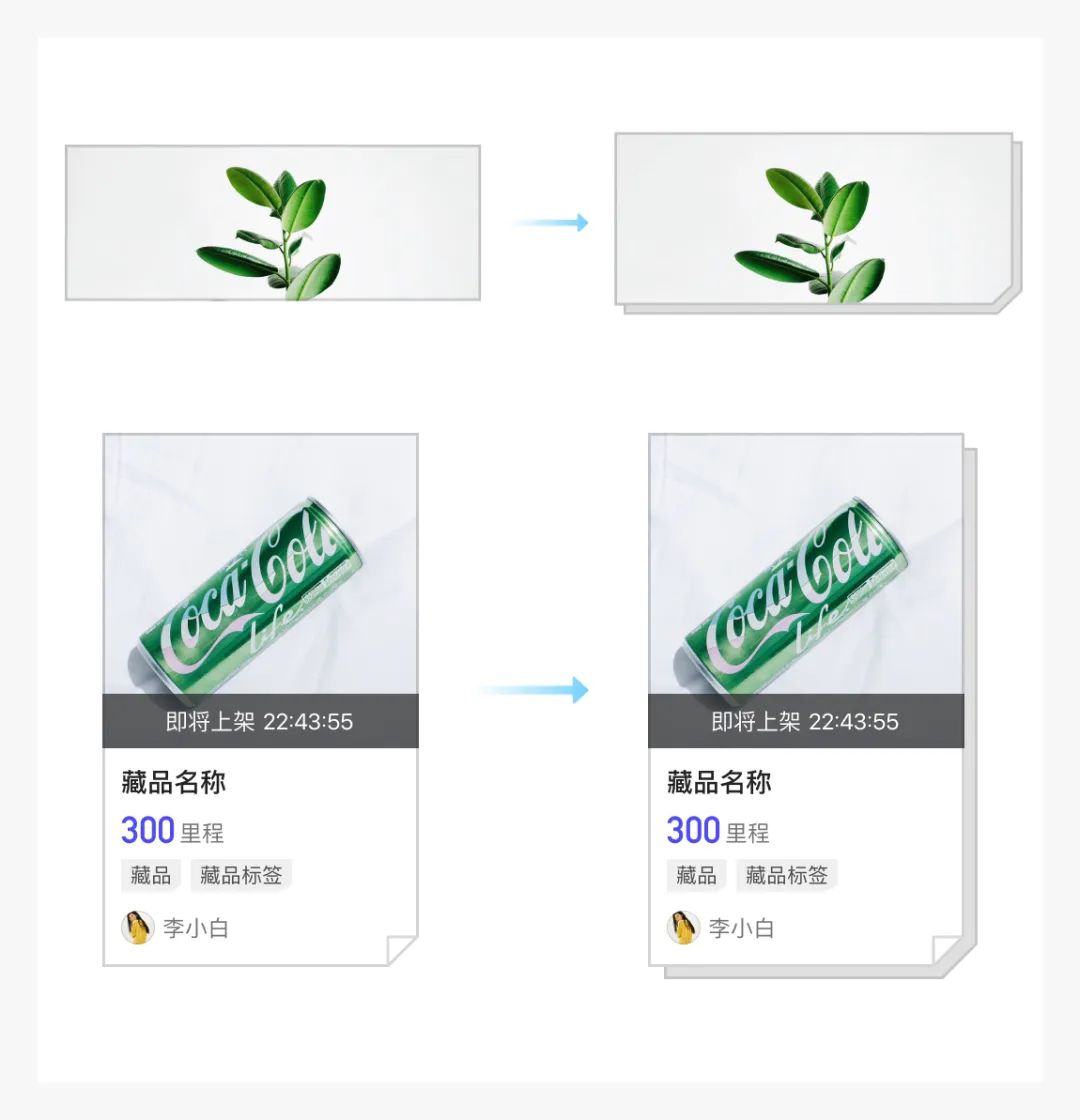 Coca-Cola
life
Coca-Cola
life
即将上架 22:43:55
即将上架 22:43:55
藏品名称
藏品名称
300 里程
300 里程
藏品 藏品标签
藏品 藏品标签
李小白
李小白